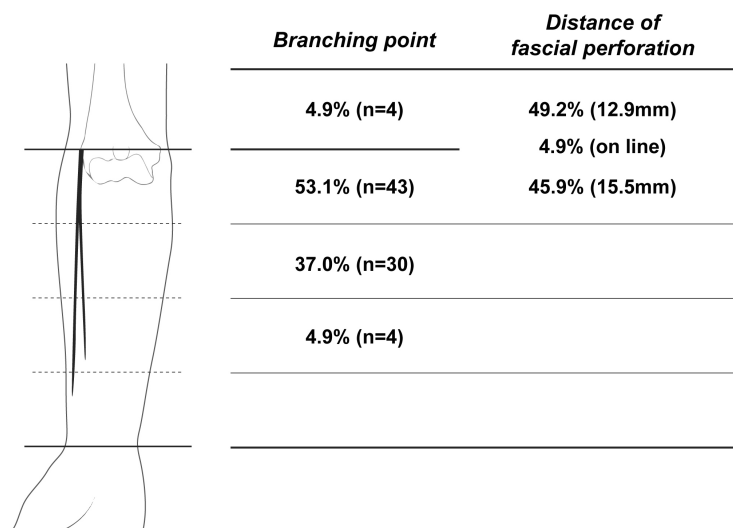 Branching point
Distance of
fascial perforation
4.9% (n=4)
49.2% (12.9mm)
4.9% (on line)
53.1% (n=43)
45.9% (15.5mm)
37.0% (n=30)
4.9% (n=4)